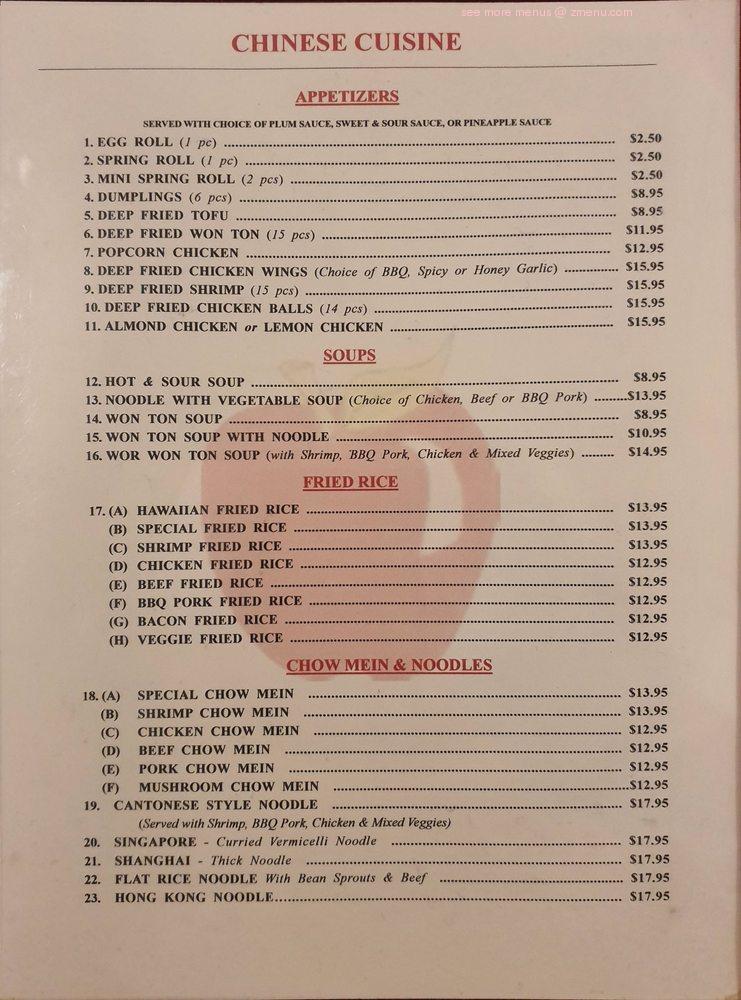 see more menus @ zmenu.com
CHINESE CUISINE
APPETIZERS
SERVED WITH CHOICE OF PLUM SAUCE, SWEET & SOUR SAUCE, OR PINEAPPLE SAUCE
1. EGG ROLL (1 pc) $2.50
2. SPRING ROLL (1 pc) $2.50
3. MINI SPRING ROLL (2 pcs) $2.50
4. DUMPLINGS (6 pcs) $8.95
5. DEEP FRIED TOFU $8.95
6. DEEP FRIED WON TON (15 pcs) $11.95
7. POPCORN CHICKEN $12.95
8. DEEP FRIED CHICKEN WINGS (Choice of BBQ, Spicy or Honey Garlic) $15.95
9. DEEP FRIED SHRIMP (15 pcs) $15.95
10. DEEP FRIED CHICKEN BALLS (14 pcs) $15.95
11. ALMOND CHICKEN or LEMON CHICKEN $15.95
SOUPS
12. HOT & SOUR SOUP $8.95
13. NOODLE WITH VEGETABLE SOUP (Choice of Chicken, Beef or BBQ Pork) $13.95
14. WON TON SOUP $8.95
15. WON TON SOUP WITH NOODLE $10.95
16. WOR WON TON SOUP (with Shrimp, BBQ Pork, Chicken & Mixed Veggies) $14.95
FRIED RICE
17. (A) HAWAIIAN FRIED RICE $13.95
(B) SPECIAL FRIED RICE $13.95
(C) SHRIMP FRIED RICE $13.95
(D) CHICKEN FRIED RICE $12.95
(E) BEEF FRIED RICE $12.95
(F) BBQ PORK FRIED RICE $12.95
(G) BACON FRIED RICE $12.95
(H) VEGGIE FRIED RICE $12.95
CHOW MEIN & NOODLES
18. (A) SPECIAL CHOW MEIN $13.95
(B) SHRIMP CHOW MEIN $13.95
(C) CHICKEN CHOW MEIN $12.95
(D) BEEF CHOW MEIN $12.95
(E) PORK CHOW MEIN $12.95
(F) MUSHROOM CHOW MEIN $12.95
19. CANTONESE STYLE NOODLE $17.95
(Served with Shrimp, BBQ Pork, Chicken & Mixed Veggies)
20. SINGAPORE - Curried Vermicelli Noodle $17.95
21. SHANGHAI - Thick Noodle $17.95
22. FLAT RICE NOODLE With Bean Sprouts & Beef $17.95
23. HONG KONG NOODLE $17.95